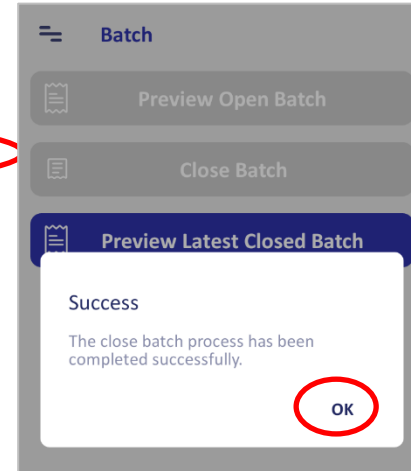 Batch
Preview Open Batch
Close Batch
Preview Latest Closed Batch
Success
The close batch process has been
completed successfully.
OK